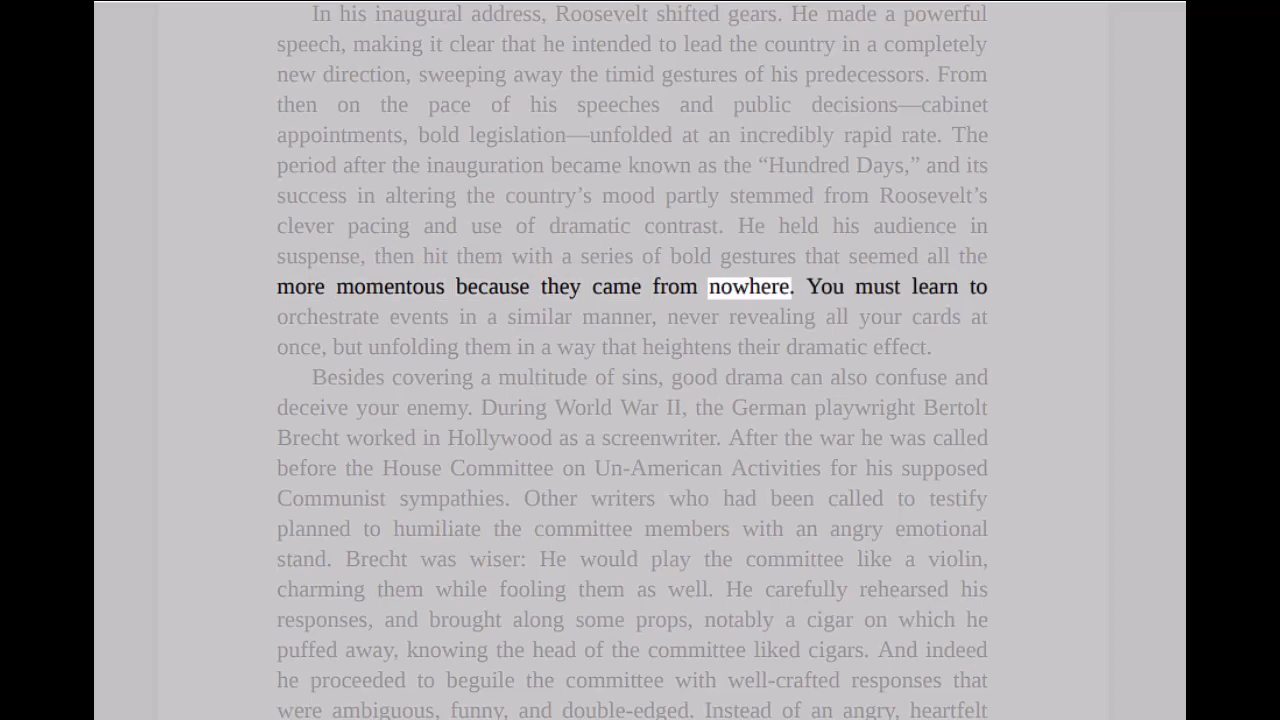 In his inaugural address, Roosevelt shifted gears. He made a powerful
speech, making it clear that he intended to lead the country in a completely
new direction, sweeping away the timid gestures of his predecessors. From
then on the pace of his speeches and public decisions—cabinet
appointments, bold legislation—unfolded at an incredibly rapid rate. The
period after the inauguration became known as the “Hundred Days,” and its
success in altering the country’s mood partly stemmed from Roosevelt’s
clever pacing and use of dramatic contrast. He held his audience in
suspense, then hit them with a series of bold gestures that seemed all the
more momentous because they came from nowhere. You must learn to
orchestrate events in a similar manner, never revealing all your cards at
once, but unfolding them in a way that heightens their dramatic effect.
Besides covering a multitude of sins, good drama can also confuse and
deceive your enemy. During World War II, the German playwright Bertolt
Brecht worked in Hollywood as a screenwriter. After the war he was called
before the House Committee on Un-American Activities for his supposed
Communist sympathies. Other writers who had been called to testify
planned to humiliate the committee members with an angry emotional
stand. Brecht was wiser: He would play the committee like a violin,
charming them while fooling them as well. He carefully rehearsed his
responses, and brought along some props, notably a cigar on which he
puffed away, knowing the head of the committee liked cigars. And indeed
he proceeded to beguile the committee with well-crafted responses that
were ambiguous, funny, and double-edged. Instead of an angry, heartfelt